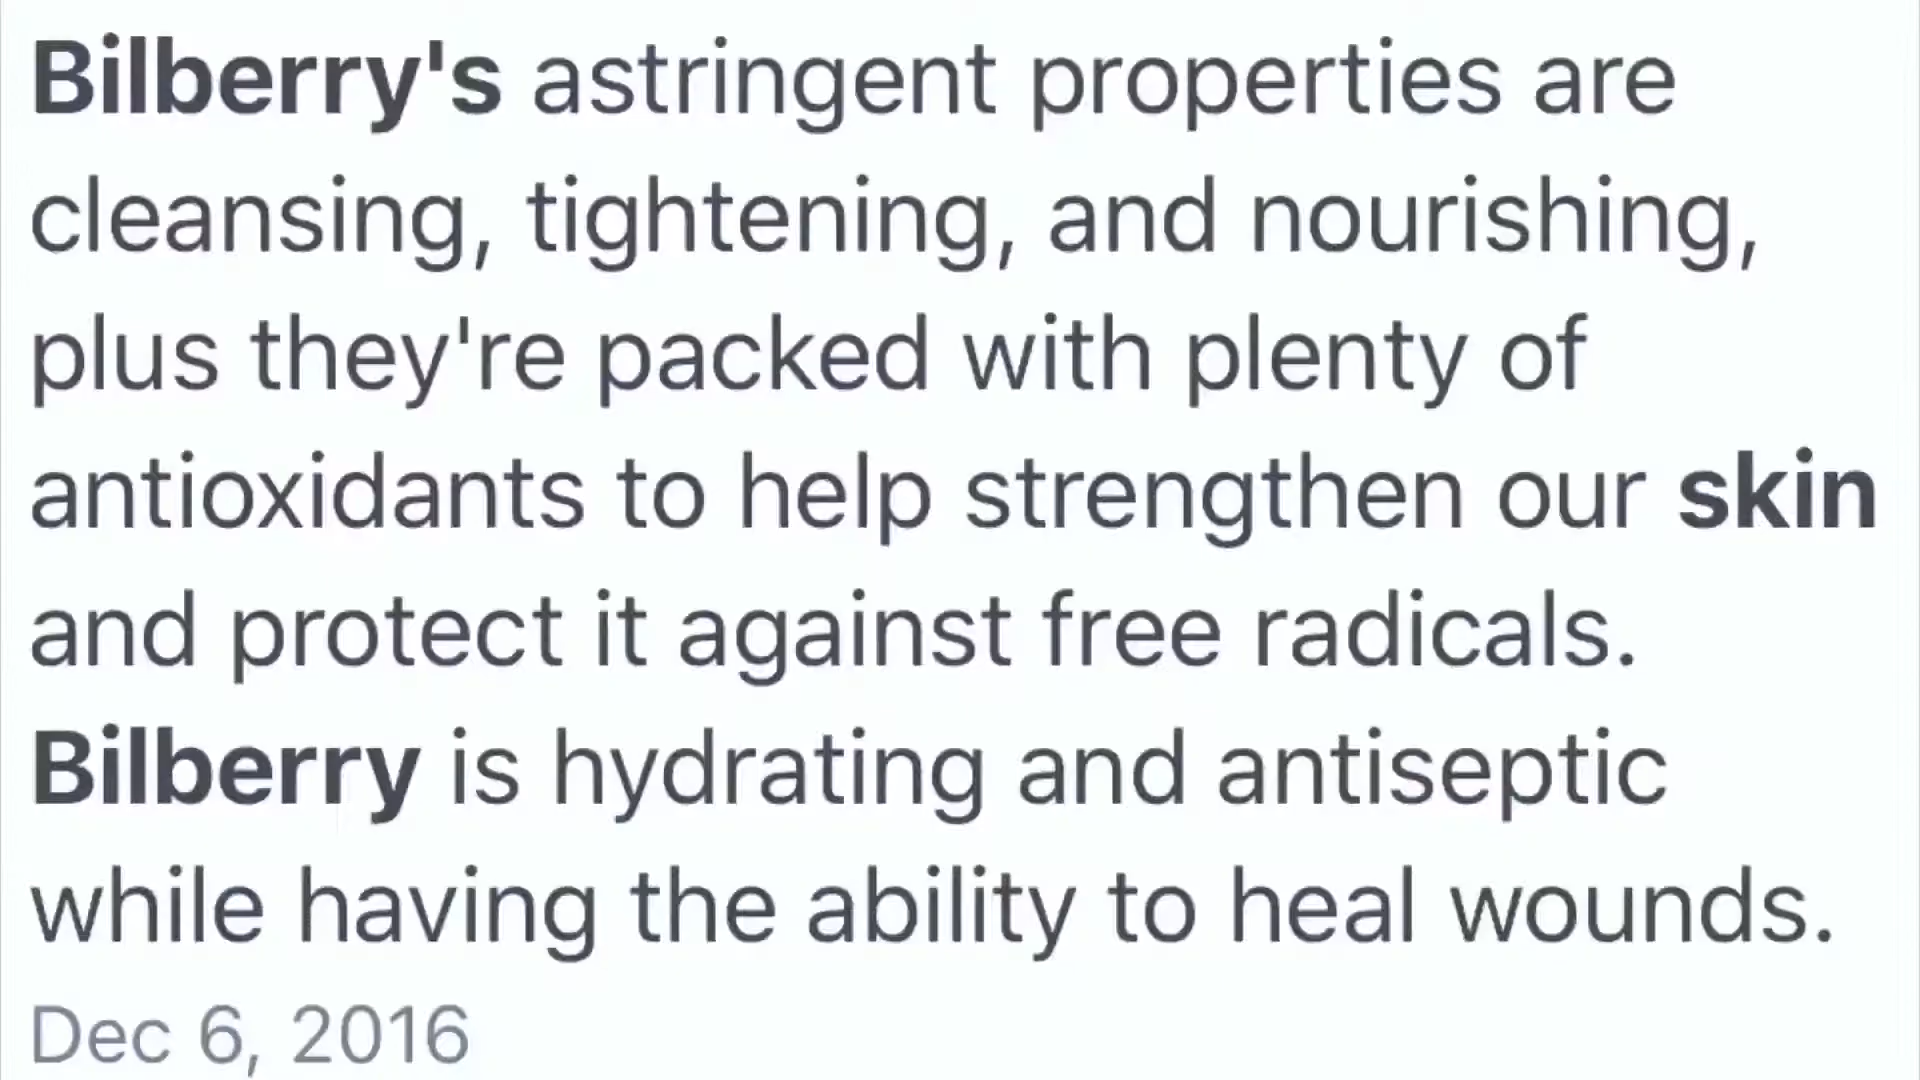 Bilberry's astringent properties are
cleansing, tightening, and nourishing,
plus they're packed with plenty of
antioxidants to help strengthen our skin
and protect it against free radicals.
Bilberry is hydrating and antiseptic
while having the ability to heal wounds.
Dec 6, 2016